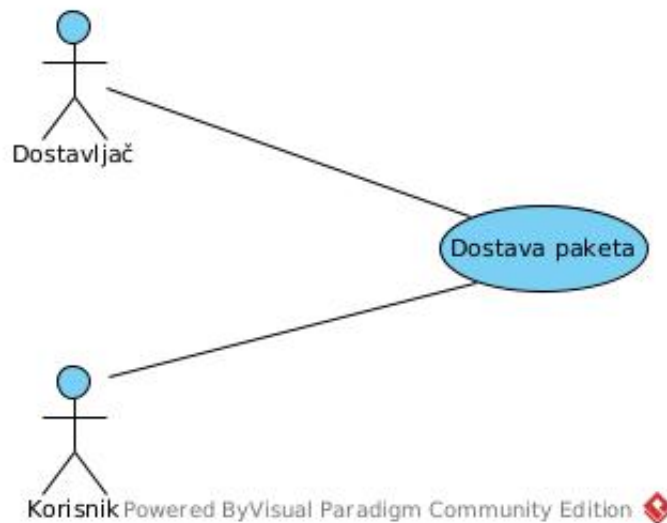 Dostavljač
Dostava paketa
Korisnik
Powered ByVisual Paradigm Community Edition